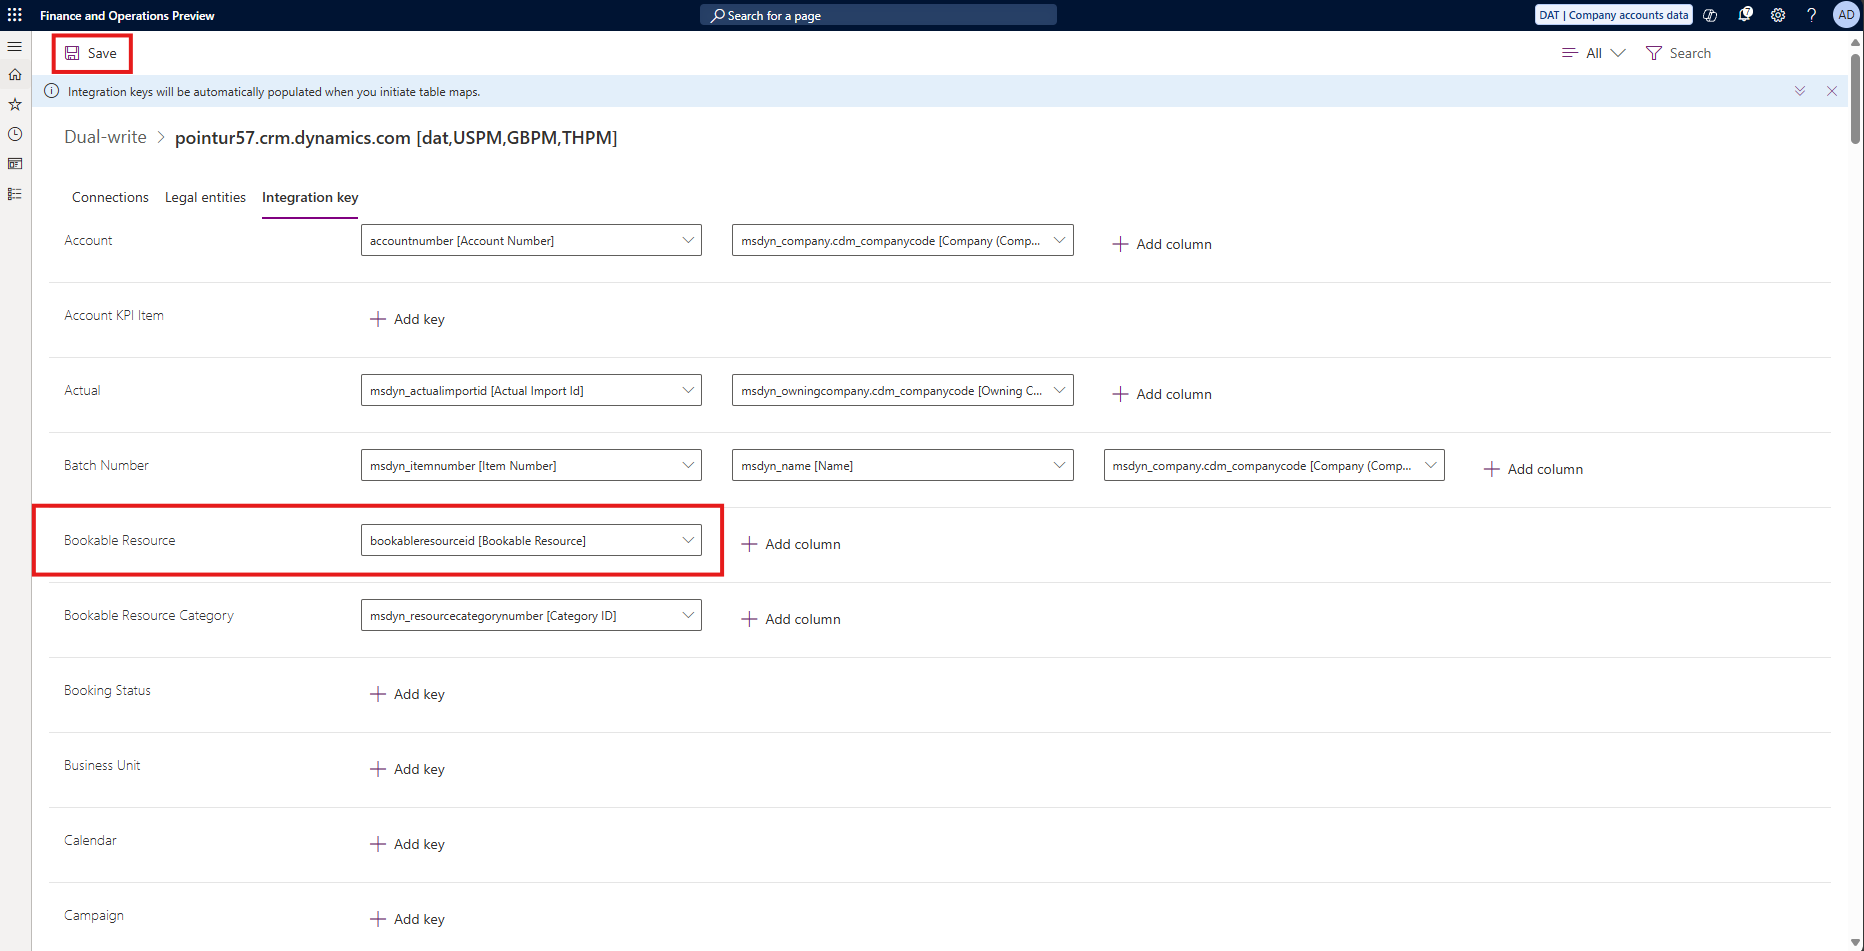 Finance and Operations Preview
Search for a page
DAT | Company accounts data
7
?
AD
Save
All
Search
Integration keys will be automatically populated when you initiate table maps.
Dual-write > pointur57.crm.dynamics.com [dat,USPM,GBPM,THPM]
Connections Legal entities Integration key
Account accountnumber [Account Number] msdyn_company.cdm_companycode [Company (Comp... + Add column
Account KPI Item + Add key
Actual msdyn_actualimportid [Actual Import Id] msdyn_owningcompany.cdm_companycode [Owning C... + Add column
Batch Number msdyn_itemnumber [Item Number] msdyn_name [Name] msdyn_company.cdm_companycode [Company (Comp... + Add column
Bookable Resource bookableresourceid [Bookable Resource] + Add column
Bookable Resource Category msdyn_resourcecategorynumber [Category ID] + Add column
Booking Status + Add key
Business Unit + Add key
Calendar + Add key
Campaign + Add key